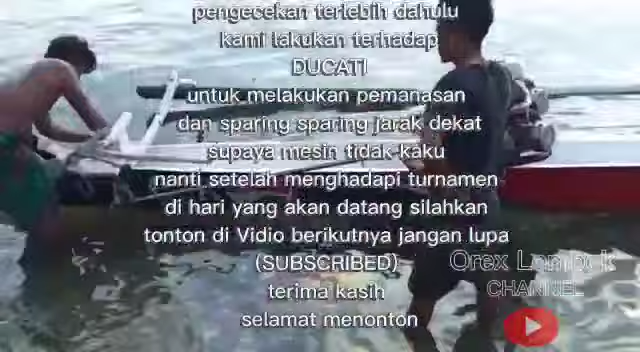 pengecekan terlebih dahulu
kami lakukan terhadap
DUCATI
untuk melakukan pemanasan
dan sparing sparing jarak dekat
supaya mesin tidak kaku
nanti setelah menghadapi turnamen
di hari yang akan datang silahkan
tonton di Vidio berikutnya jangan lupa
(SUBSCRIBED)
terima kasih
selamat menonton
Orex Lombok
CHANNEL